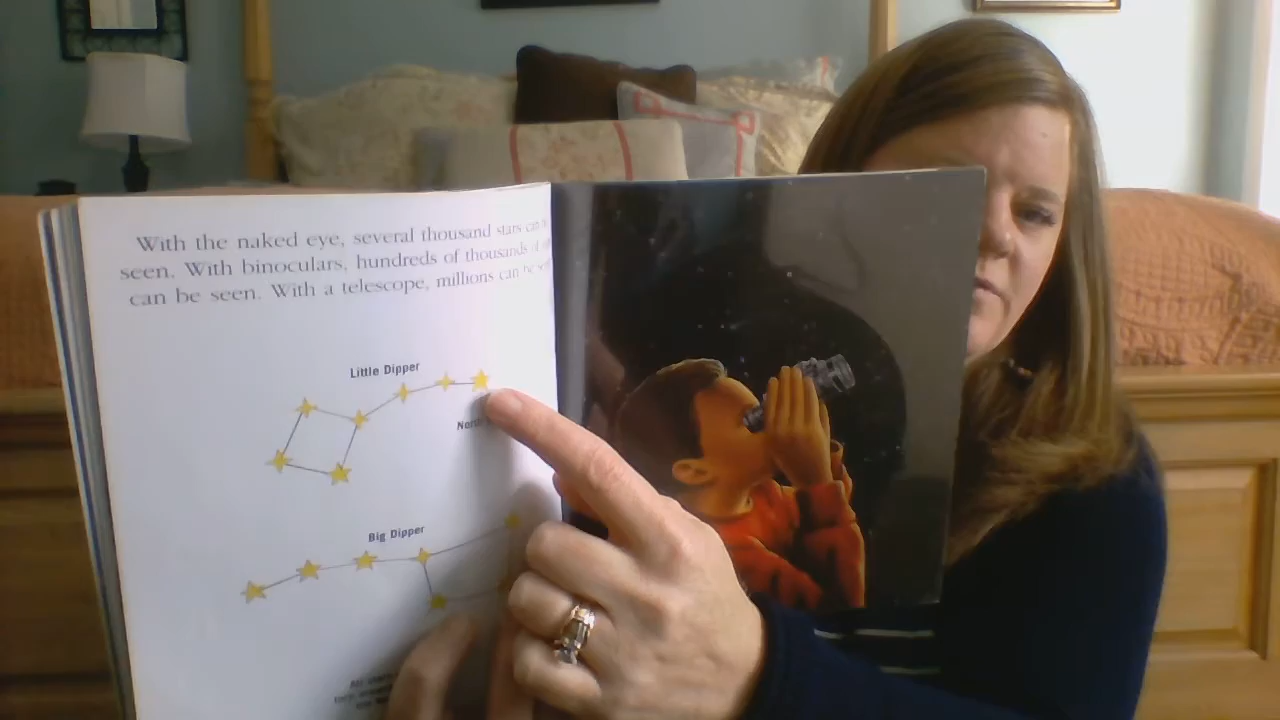 With the naked eye, several thousand stars can
seen. With binoculars, hundreds of thousands of
can be seen. With a telescope, millions can be
Little Dipper
Big Dipper